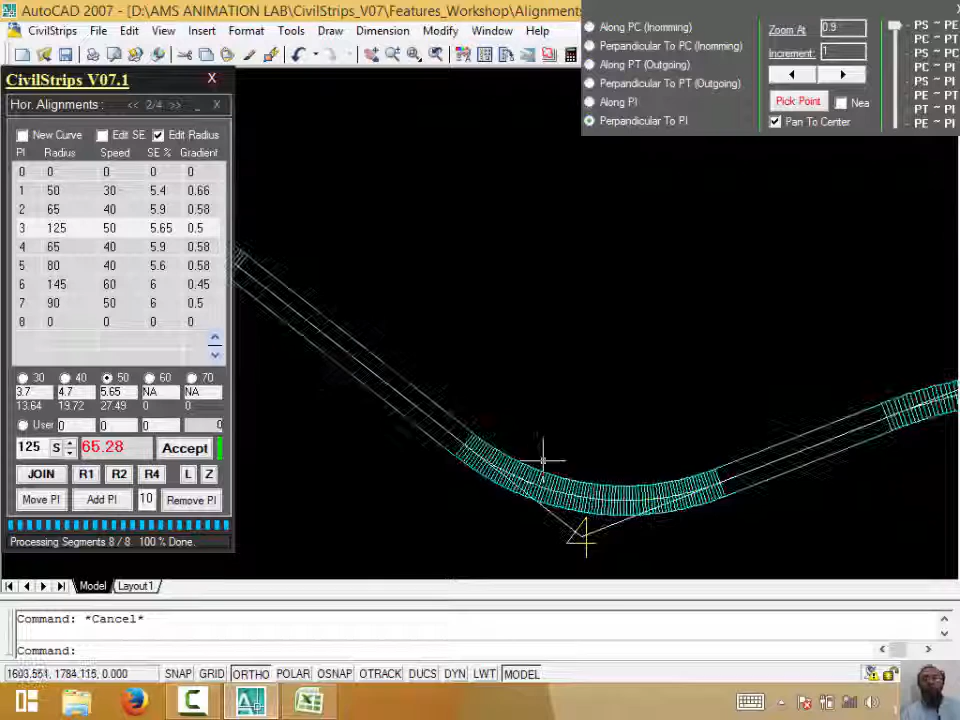 AutoCAD 2007 - [D:\AMS ANIMATION LAB\CivilStrips_V07\Features_Workshop\Alignments
CivilStrips File Edit View Insert Format Tools Draw Dimension Modify Window Help
CivilStrips V07.1 X
Hor. Alignments: << 2/4 >> _ X
New Curve Edit SE Edit Radius
PI Radius Speed SE % Gradient
0 0 0 0 0
1 50 30 5.4 0.66
2 65 40 5.9 0.58
3 125 50 5.65 0.5
4 65 40 5.9 0.58
5 80 40 5.6 0.58
6 145 60 6 0.45
7 90 50 6 0.5
8 0 0 0 0
30 40 50 60 70
3.7 4.7 5.65 NA NA
13.64 19.72 27.49 0 0
User 0 0 0 0
125 S 65.28 Accept
JOIN R1 R2 R4 L Z
Move PI Add PI 10 Remove PI
Processing Segments 8 / 8 100 % Done.
Along PC (Inomming)
Perpendicular To PC (Inomming)
Along PT (Outgoing)
Perpendicular To PT (Outgoing)
Along PI
Perpendicular To PI
Zoom At 0.9
Increment: 1
Pick Point Nea
Pan To Center
PS ~ PE
PC ~ PT
PS ~ PC
PC ~ PI
PS ~ PI
PE ~ PT
PT ~ PI
PE ~ PI
Model Layout1
Command: *Cancel*
Command:
1603.551, 1784.115, 0.000 SNAP GRID ORTHO POLAR OSNAP OTRACK DUCS DYN LWT MODEL